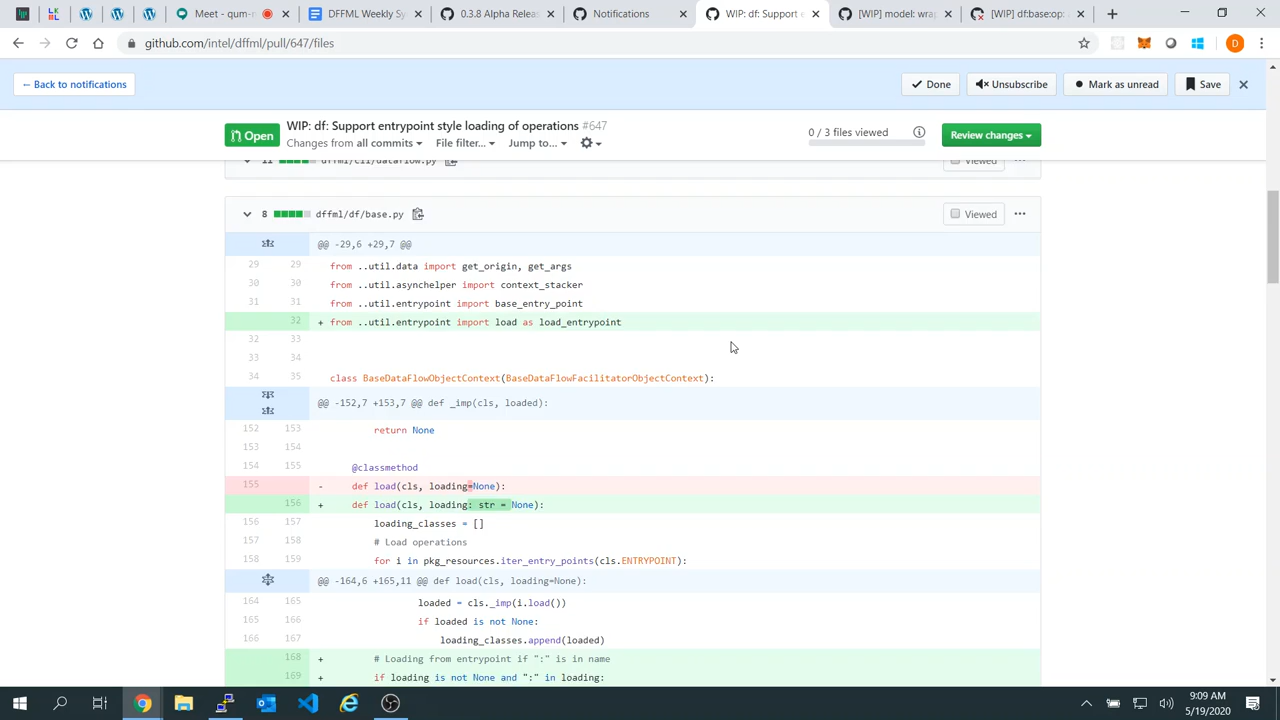 Meet - qum-r
DFFML Weekly Sy
0.3.8 Alpha Releas
Notifications
WIP: df: Support e
[WIP] model: wrap
[WIP] df:base:op:
github.com/intel/dffml/pull/647/files
← Back to notifications
Done
Unsubscribe
Mark as unread
Save
Open
WIP: df: Support entrypoint style loading of operations #647
Changes from all commits
File filter...
Jump to...
0 / 3 files viewed
Review changes
11 dffml/cli/dataflow.py
Viewed
8 dffml/df/base.py
Viewed
@@ -29,6 +29,7 @@
29 29 from ..util.data import get_origin, get_args
30 30 from ..util.asynchelper import context_stacker
31 31 from ..util.entrypoint import base_entry_point
32 + from ..util.entrypoint import load as load_entrypoint
32 33
33 34
34 35 class BaseDataFlowObjectContext(BaseDataFlowFacilitatorObjectContext):
@@ -152,7 +153,7 @@ def _imp(cls, loaded):
152 153 return None
153 154
154 155 @classmethod
155 - def load(cls, loading=None):
156 + def load(cls, loading: str = None):
156 157 loading_classes = []
157 158 # Load operations
158 159 for i in pkg_resources.iter_entry_points(cls.ENTRYPOINT):
@@ -164,6 +165,11 @@ def load(cls, loading=None):
164 165 loaded = cls._imp(i.load())
165 166 if loaded is not None:
166 167 loading_classes.append(loaded)
168 + # Loading from entrypoint if ":" is in name
169 + if loading is not None and ":" in loading:
9:09 AM
5/19/2020